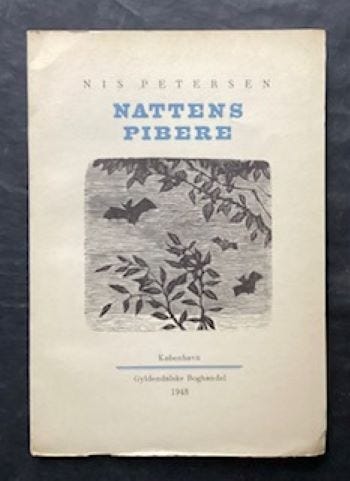 NIS PETERSEN
NATTENS
PIBERE
København
Gyldendalske Boghandel
1948